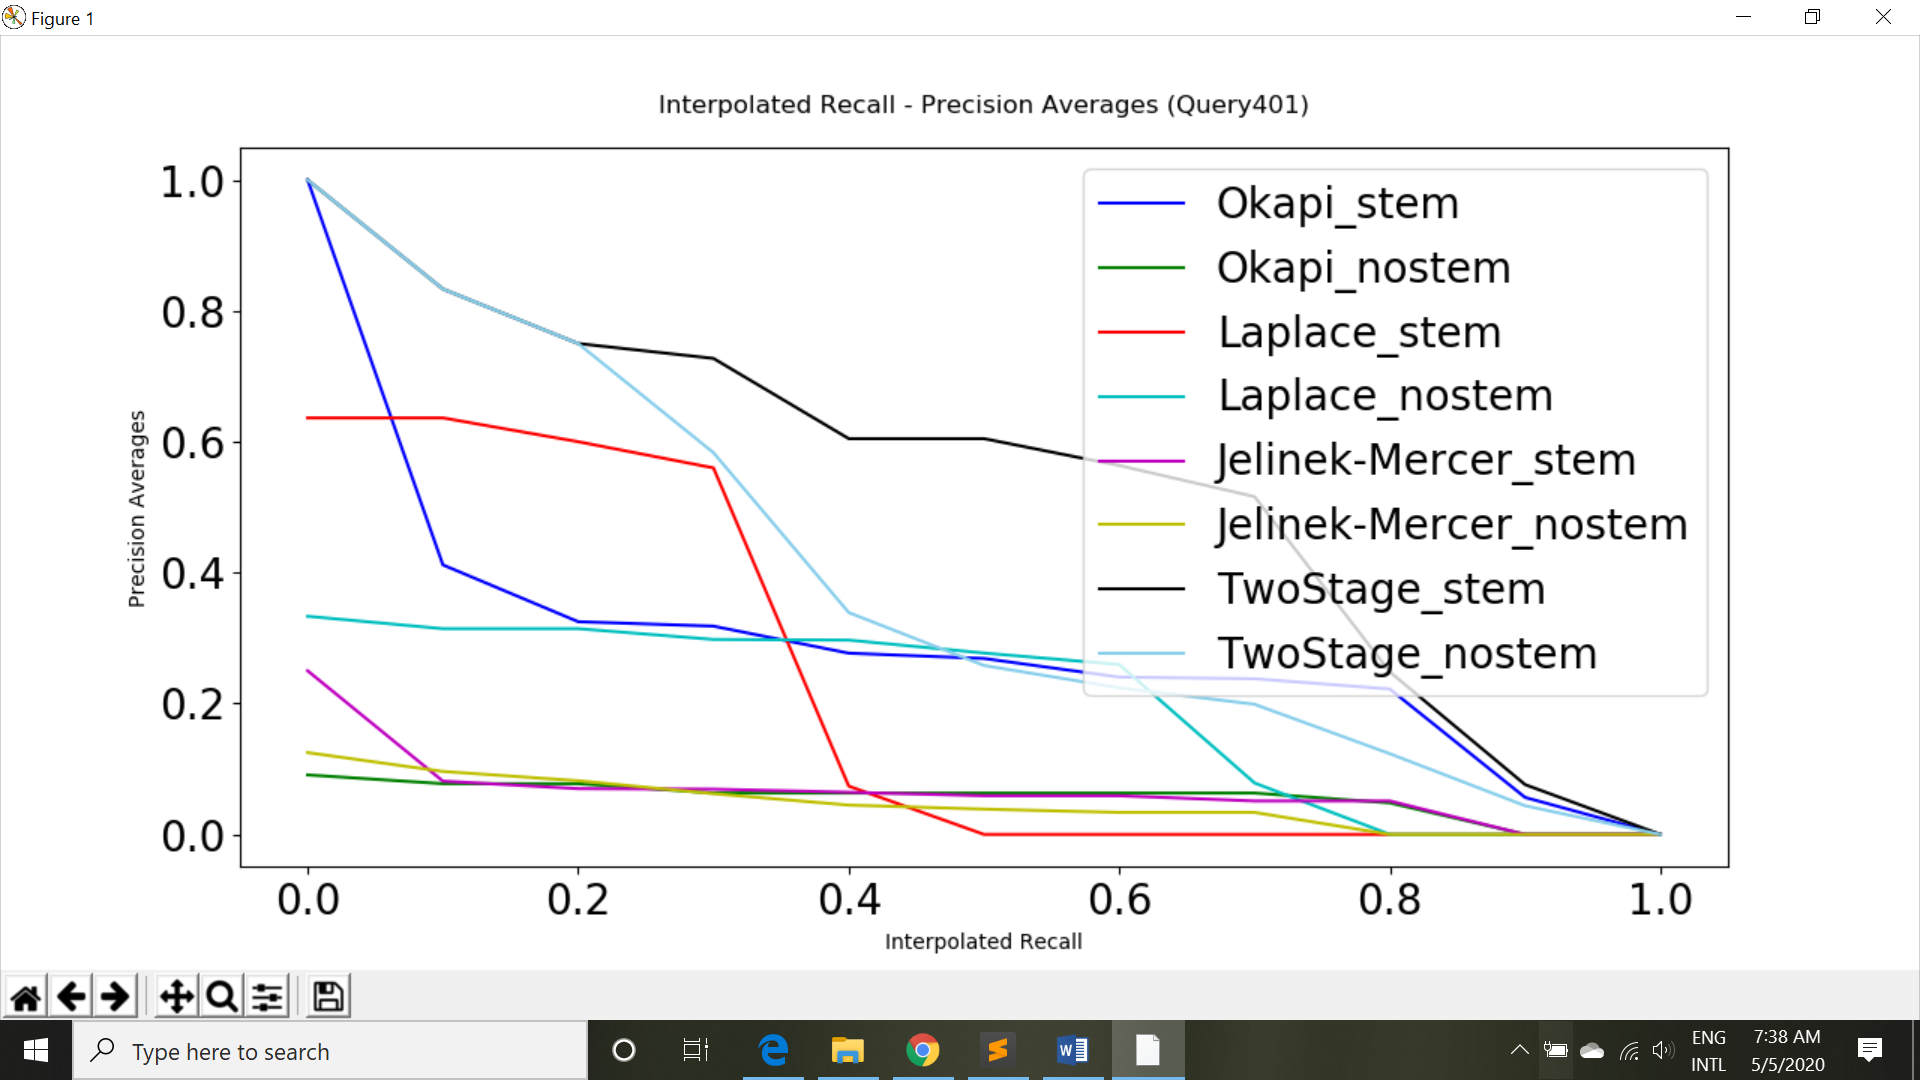 Figure 1
Interpolated Recall - Precision Averages (Query401)
1.0
0.8
0.6
0.4
0.2
0.0
Precision Averages
Okapi_stem
Okapi_nostem
Laplace_stem
Laplace_nostem
Jelinek-Mercer_stem
Jelinek-Mercer_nostem
TwoStage_stem
TwoStage_nostem
0.0 0.2 0.4 0.6 0.8 1.0
Interpolated Recall
Type here to search
ENG 7:38 AM
INTL 5/5/2020